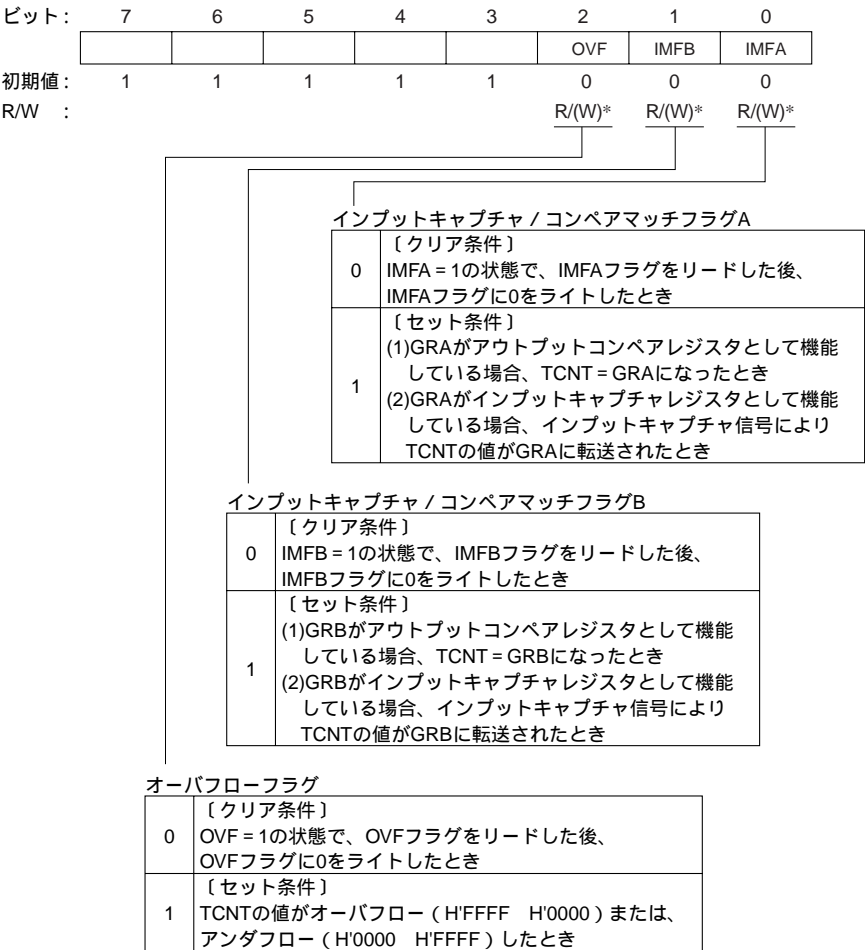 ビット： 7 6 5 4 3 2 1 0
OVF IMFB IMFA
初期値： 1 1 1 1 1 0 0 0
R/W ： R/(W)* R/(W)* R/(W)*
インプットキャプチャ / コンペアマッチフラグA
〔クリア条件〕
0 IMFA = 1の状態で、IMFAフラグをリードした後、
IMFAフラグに0をライトしたとき
〔セット条件〕
(1)GRAがアウトプットコンペアレジスタとして機能
している場合、TCNT = GRAになったとき
1
(2)GRAがインプットキャプチャレジスタとして機能
している場合、インプットキャプチャ信号により
TCNTの値がGRAに転送されたとき
インプットキャプチャ / コンペアマッチフラグB
〔クリア条件〕
0 IMFB = 1の状態で、IMFBフラグをリードした後、
IMFBフラグに0をライトしたとき
〔セット条件〕
(1)GRBがアウトプットコンペアレジスタとして機能
している場合、TCNT = GRBになったとき
1
(2)GRBがインプットキャプチャレジスタとして機能
している場合、インプットキャプチャ信号により
TCNTの値がGRBに転送されたとき
オーバフローフラグ
〔クリア条件〕
0 OVF = 1の状態で、OVFフラグをリードした後、
OVFフラグに0をライトしたとき
〔セット条件〕
1 TCNTの値がオーバフロー（H'FFFF H'0000）または、
アンダフロー（H'0000 H'FFFF）したとき